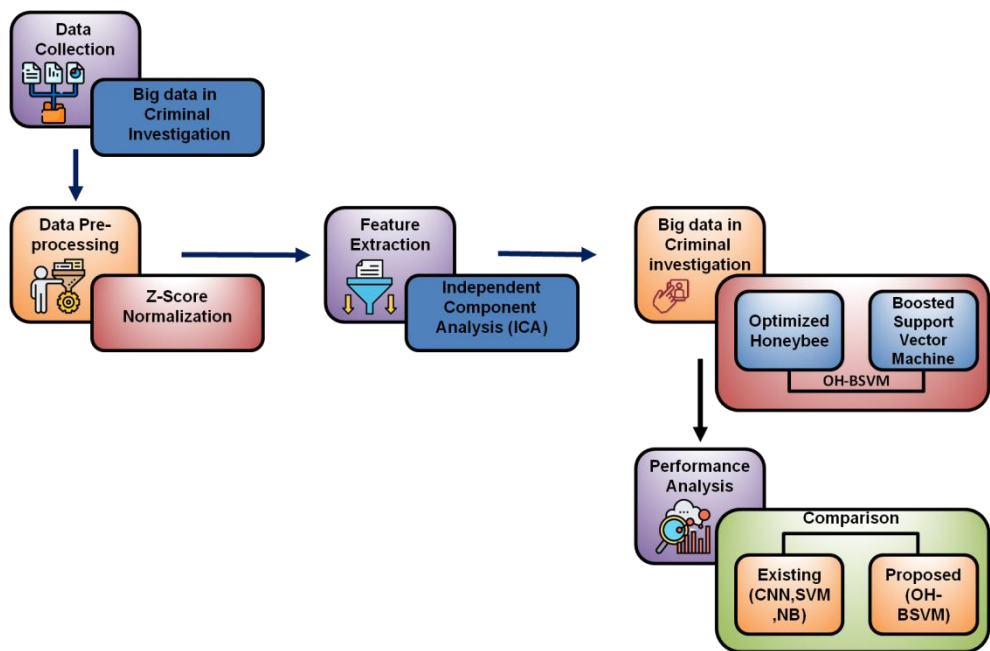 Data
Collection
Big data in
Criminal
Investigation
Data Pre-
processing
Z-Score
Normalization
Feature
Extraction
Independent
Component
Analysis (ICA)
Big data in
Criminal
investigation
Optimized
Honeybee
Boosted
Support
Vector
Machine
OH-BSVM
Performance
Analysis
Comparison
Existing
(CNN,SVM
,NB)
Proposed
(OH-
BSVM)